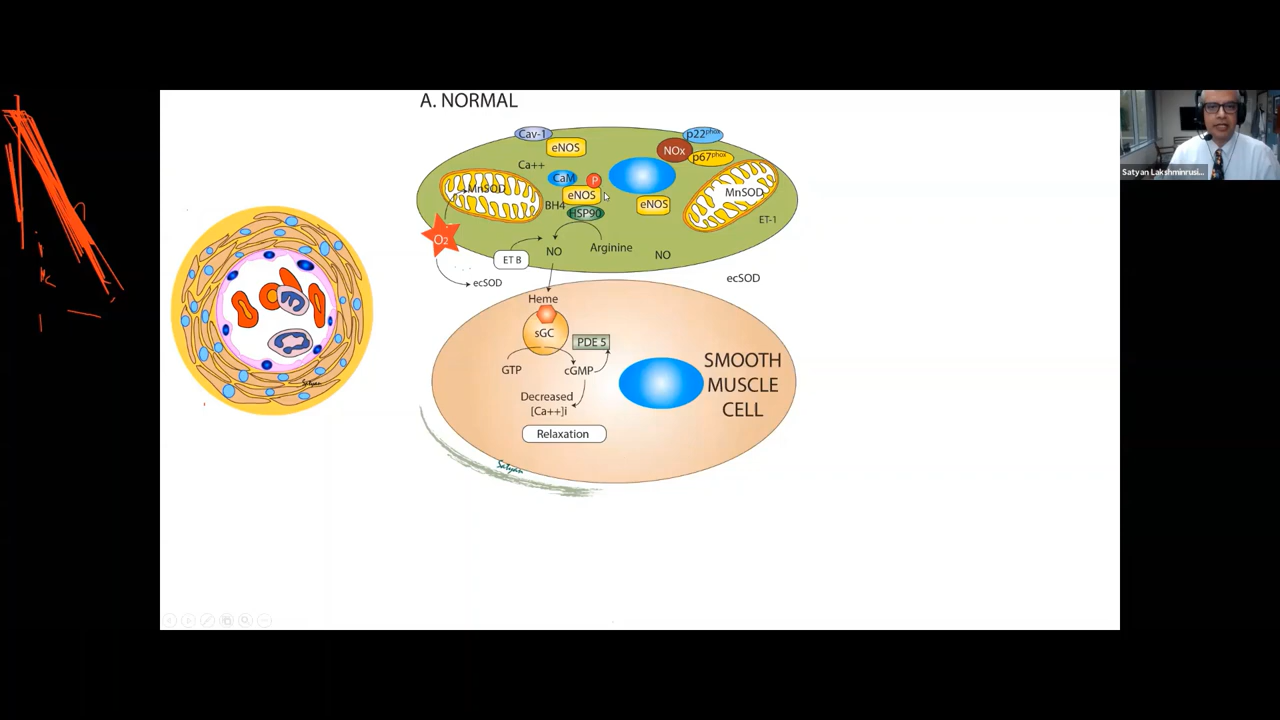 A. NORMAL
Cav-1
eNOS
p22phox
NOx
p67phox
Ca++
CaM
P
MnSOD
eNOS
MnSOD
BH4
eNOS
HSP90
ET-1
O2
NO
Arginine
NO
ET B
ecSOD
ecSOD
Heme
sGC
PDE 5
GTP
cGMP
SMOOTH
MUSCLE
CELL
Decreased
[Ca++]i
Relaxation
Satyan
Satyan
Satyan Lakshminrusi...